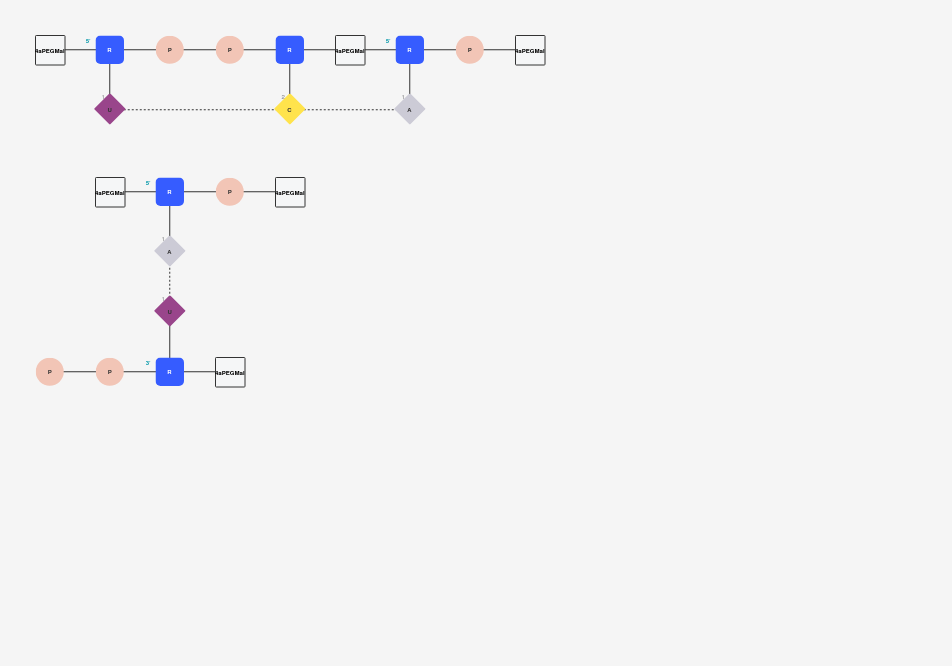 5' 5'
4aPEGMal R P P R 4aPEGMal R P 4aPEGMal
1 2 1
U C A
5'
4aPEGMal R P 4aPEGMal
1
A
1
U
3'
P P R 4aPEGMal